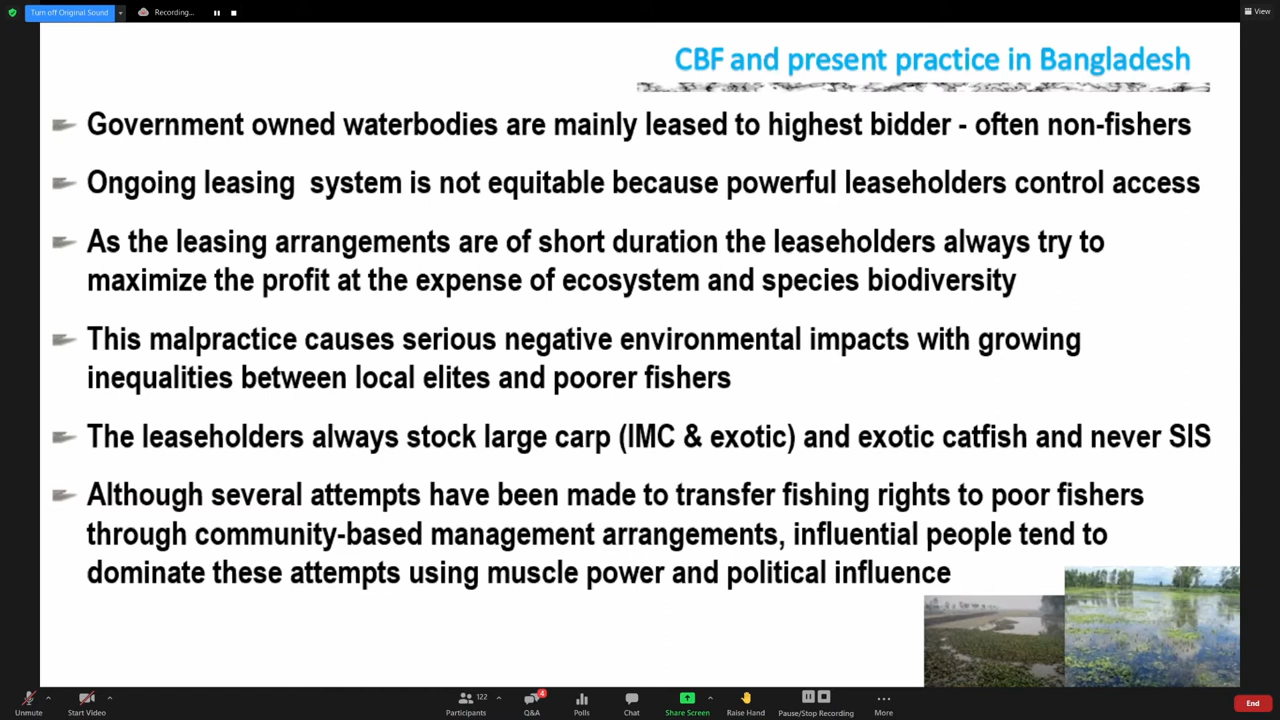 Turn off Original Sound
Recording...
View
CBF and present practice in Bangladesh
Government owned waterbodies are mainly leased to highest bidder - often non-fishers
Ongoing leasing system is not equitable because powerful leaseholders control access
As the leasing arrangements are of short duration the leaseholders always try to
maximize the profit at the expense of ecosystem and species biodiversity
This malpractice causes serious negative environmental impacts with growing
inequalities between local elites and poorer fishers
The leaseholders always stock large carp (IMC & exotic) and exotic catfish and never SIS
Although several attempts have been made to transfer fishing rights to poor fishers
through community-based management arrangements, influential people tend to
dominate these attempts using muscle power and political influence
122
4
Unmute
Start Video
Participants
Q&A
Polls
Chat
Share Screen
Raise Hand
Pause/Stop Recording
More
End